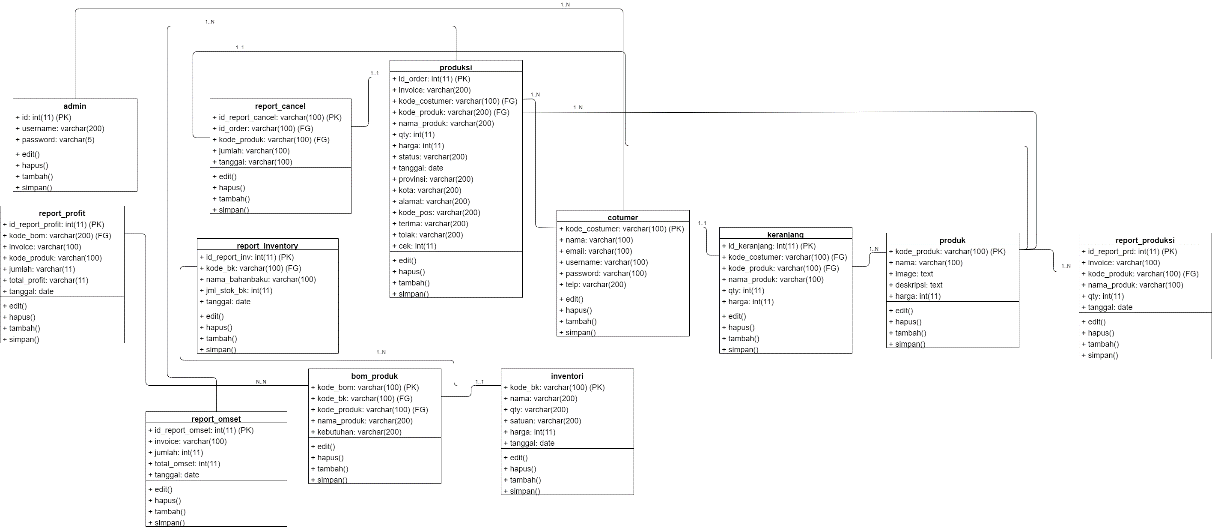 1..N
1..N
1..1
produksi
+ id_order: int(11) (PK)
+ invoice: varchar(200)
+ kode_costumer: varchar(100) (FG)
+ kode_produk: varchar(200) (FG)
+ nama_produk: varchar(200)
+ qty: int(11)
+ harga: int(11)
+ status: varchar(200)
+ tanggal: date
+ provinsi: varchar(200)
+ kota: varchar(200)
+ alamat: varchar(200)
+ kode_pos: varchar(200)
+ terima: varchar(200)
+ tolak: varchar(200)
+ cek: int(11)
+ edit()
+ hapus()
+ tambah()
+ simpan()
1..1
1..N
1..N
admin
+ id: int(11) (PK)
+ username: varchar(200)
+ password: varchar(5)
+ edit()
+ hapus()
+ tambah()
+ simpan()
report_cancel
+ id_report_cancel: varchar(100) (PK)
+ id_order: varchar(100) (FG)
+ kode_produk: varchar(100) (FG)
+ jumlah: varchar(100)
+ tanggal: varchar(100)
+ edit()
+ hapus()
+ tambah()
+ simpan()
report_profit
+ id_report_profit: int(11) (PK)
+ kode_bom: varchar(200) (FG)
+ invoice: varchar(100)
+ kode_produk: varchar(100)
+ jumlah: varchar(11)
+ total_profit: varchar(11)
+ tanggal: date
+ edit()
+ hapus()
+ tambah()
+ simpan()
report_inventory
+ id_report_inv: int(11) (PK)
+ kode_bk: varchar(100) (FG)
+ nama_bahanbaku: varchar(100)
+ jml_stok_bk: int(11)
+ tanggal: date
+ edit()
+ hapus()
+ tambah()
+ simpan()
cotumer
+ kode_costumer: varchar(100) (PK)
+ nama: varchar(100)
+ email: varchar(100)
+ username: varchar(100)
+ password: varchar(100)
+ telp: varchar(200)
+ edit()
+ hapus()
+ tambah()
+ simpan()
1..1
keranjang
+ id_keranjang: int(11) (PK)
+ kode_costumer: varchar(100) (FG)
+ kode_produk: varchar(100) (FG)
+ nama_produk: varchar(100)
+ qty: int(11)
+ harga: int(11)
+ edit()
+ hapus()
+ tambah()
+ simpan()
1..N
produk
+ kode_produk: varchar(100) (PK)
+ nama: varchar(100)
+ image: text
+ deskripsi: text
+ harga: int(11)
+ edit()
+ hapus()
+ tambah()
+ simpan()
1..N
report_produksi
+ id_report_prd: int(11) (PK)
+ invoice: varchar(100)
+ kode_produk: varchar(100) (FG)
+ nama_produk: varchar(100)
+ qty: int(11)
+ tanggal: date
+ edit()
+ hapus()
+ tambah()
+ simpan()
1..N
N..N
bom_produk
+ kode_bom: varchar(100) (PK)
+ kode_bk: varchar(100) (FG)
+ kode_produk: varchar(100) (FG)
+ nama_produk: varchar(200)
+ kebutuhan: varchar(200)
+ edit()
+ hapus()
+ tambah()
+ simpan()
1..1
inventori
+ kode_bk: varchar(100) (PK)
+ nama: varchar(200)
+ qty: varchar(200)
+ satuan: varchar(200)
+ harga: int(11)
+ tanggal: date
+ edit()
+ hapus()
+ tambah()
+ simpan()
report_omset
+ id_report_omset: int(11) (PK)
+ invoice: varchar(100)
+ jumlah: int(11)
+ total_omset: int(11)
+ tanggal: date
+ edit()
+ hapus()
+ tambah()
+ simpan()